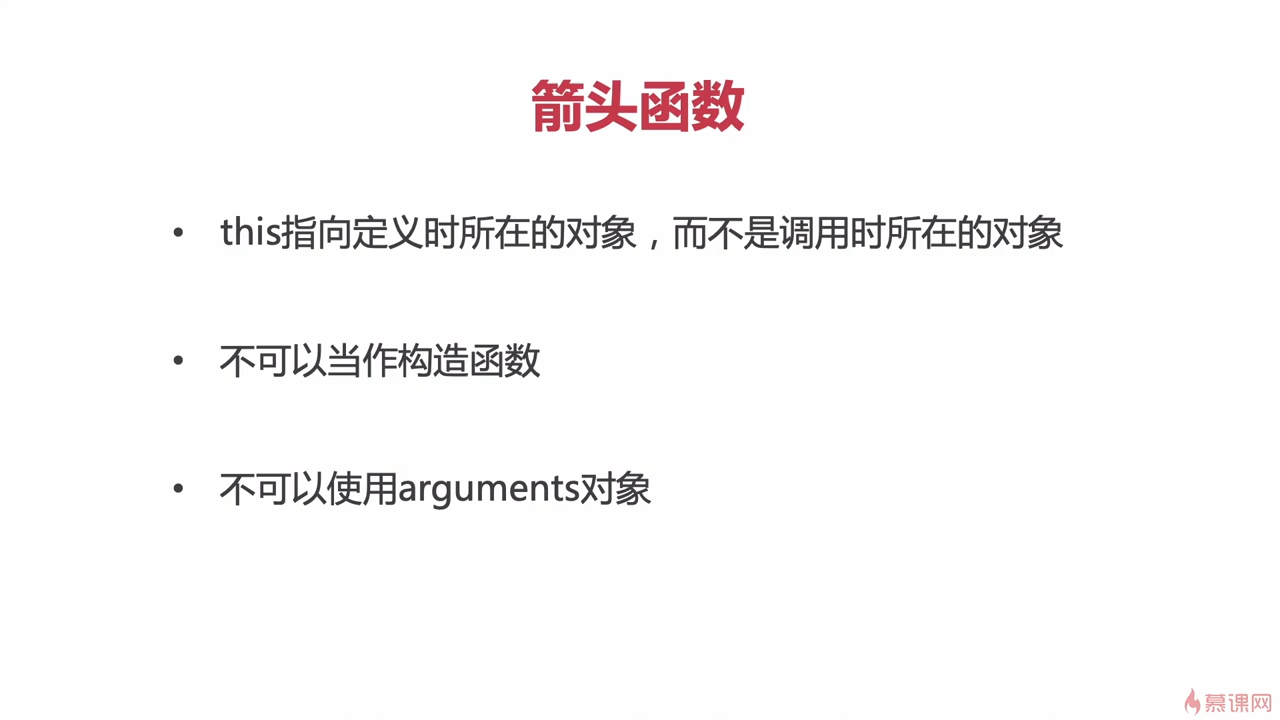 箭头函数
• this指向定义时所在的对象，而不是调用时所在的对象
• 不可以当作构造函数
• 不可以使用arguments对象
慕课网